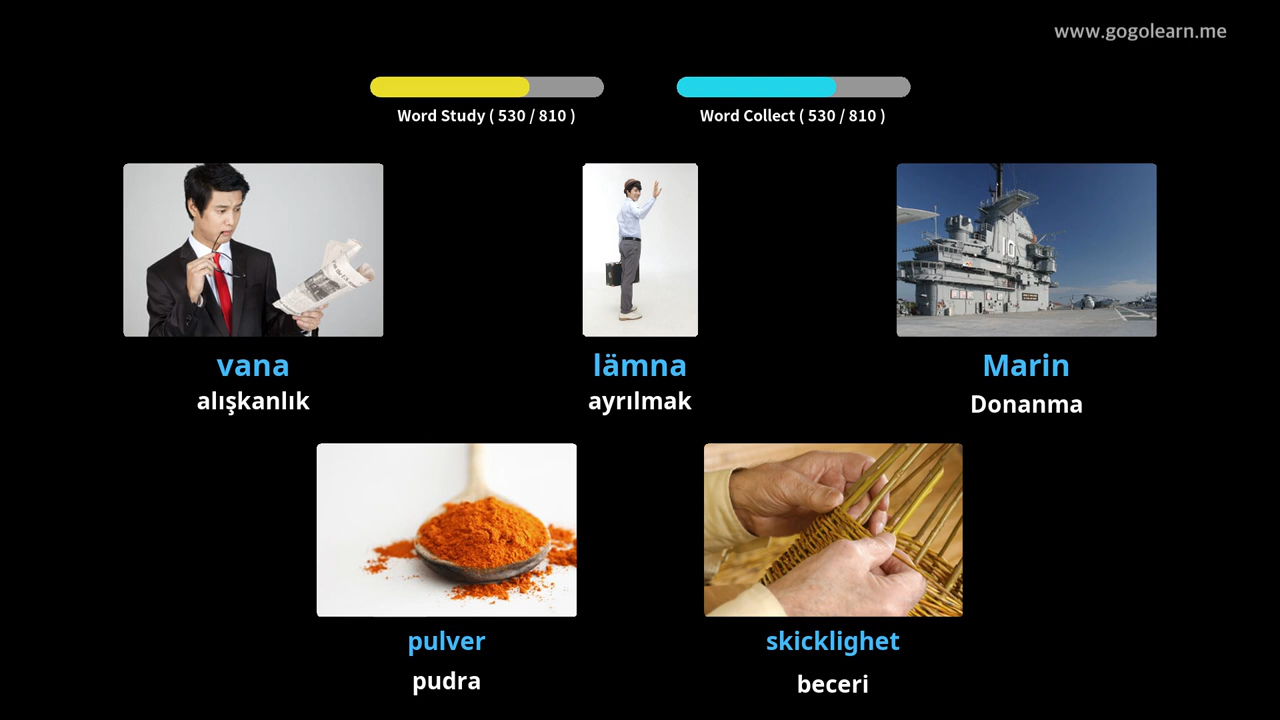 www.gogolearn.me
Word Study ( 530 / 810 )
Word Collect ( 530 / 810 )
10
vana
lämna
Marin
alışkanlık
ayrılmak
Donanma
pulver
skicklighet
pudra
beceri